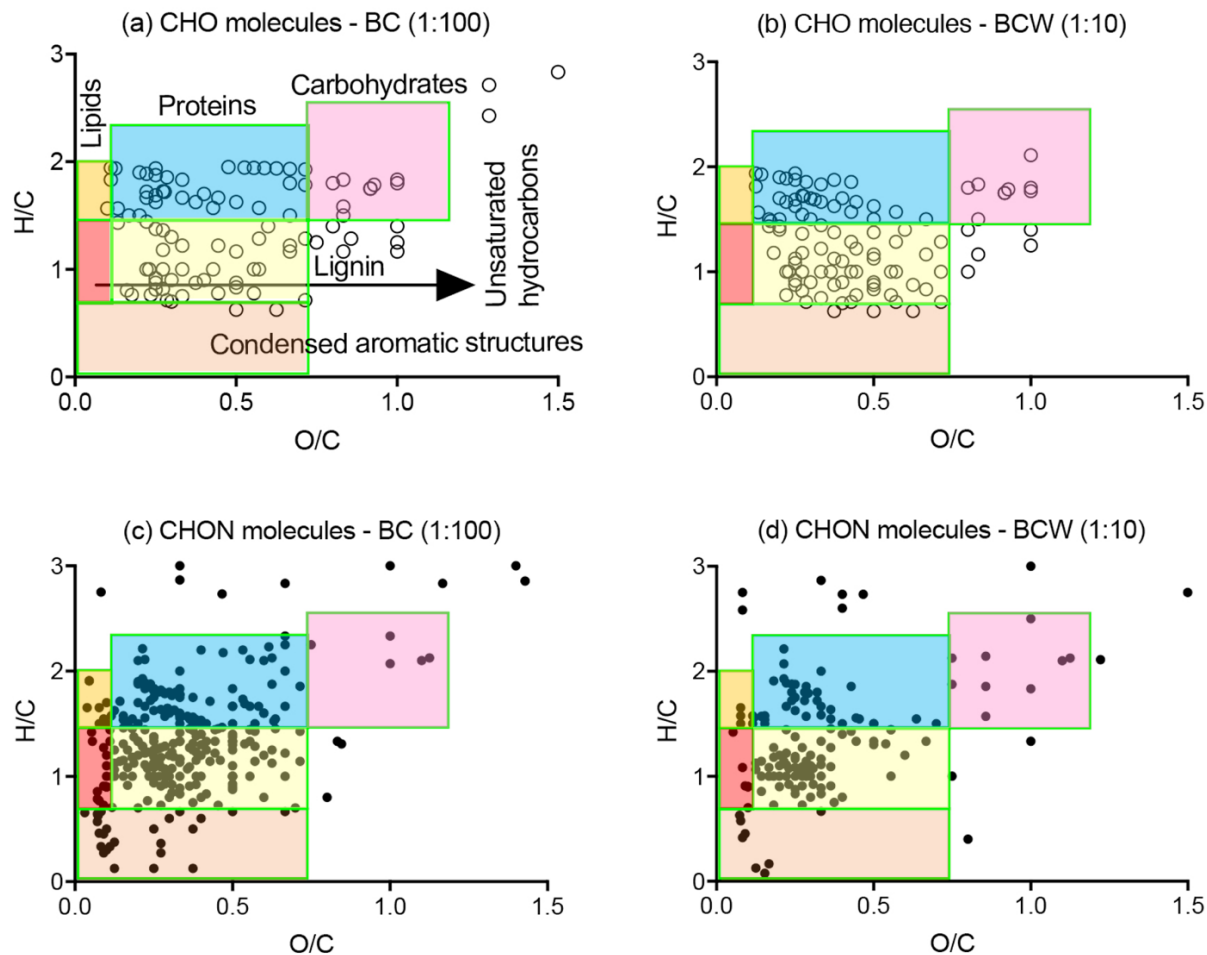 (a) CHO molecules - BC (1:100)
3
2
1
0
H/C
Lipids
Proteins
Carbohydrates
Unsaturated
hydrocarbons
Lignin
Condensed aromatic structures
0.0 0.5 1.0 1.5
O/C
(b) CHO molecules - BCW (1:10)
3
2
1
0
H/C
0.0 0.5 1.0 1.5
O/C
(c) CHON molecules - BC (1:100)
3
2
1
0
H/C
0.0 0.5 1.0 1.5
O/C
(d) CHON molecules - BCW (1:10)
3
2
1
0
H/C
0.0 0.5 1.0 1.5
O/C